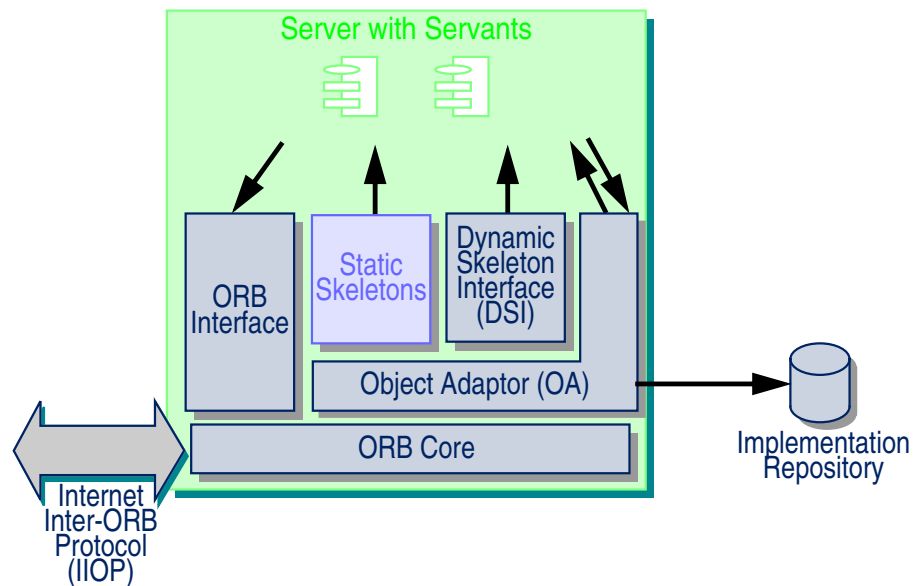 Server with Servants
ORB
Interface
Static
Skeletons
Dynamic
Skeleton
Interface
(DSI)
Object Adaptor (OA)
ORB Core
Internet
Inter-ORB
Protocol
(IIOP)
Implementation
Repository